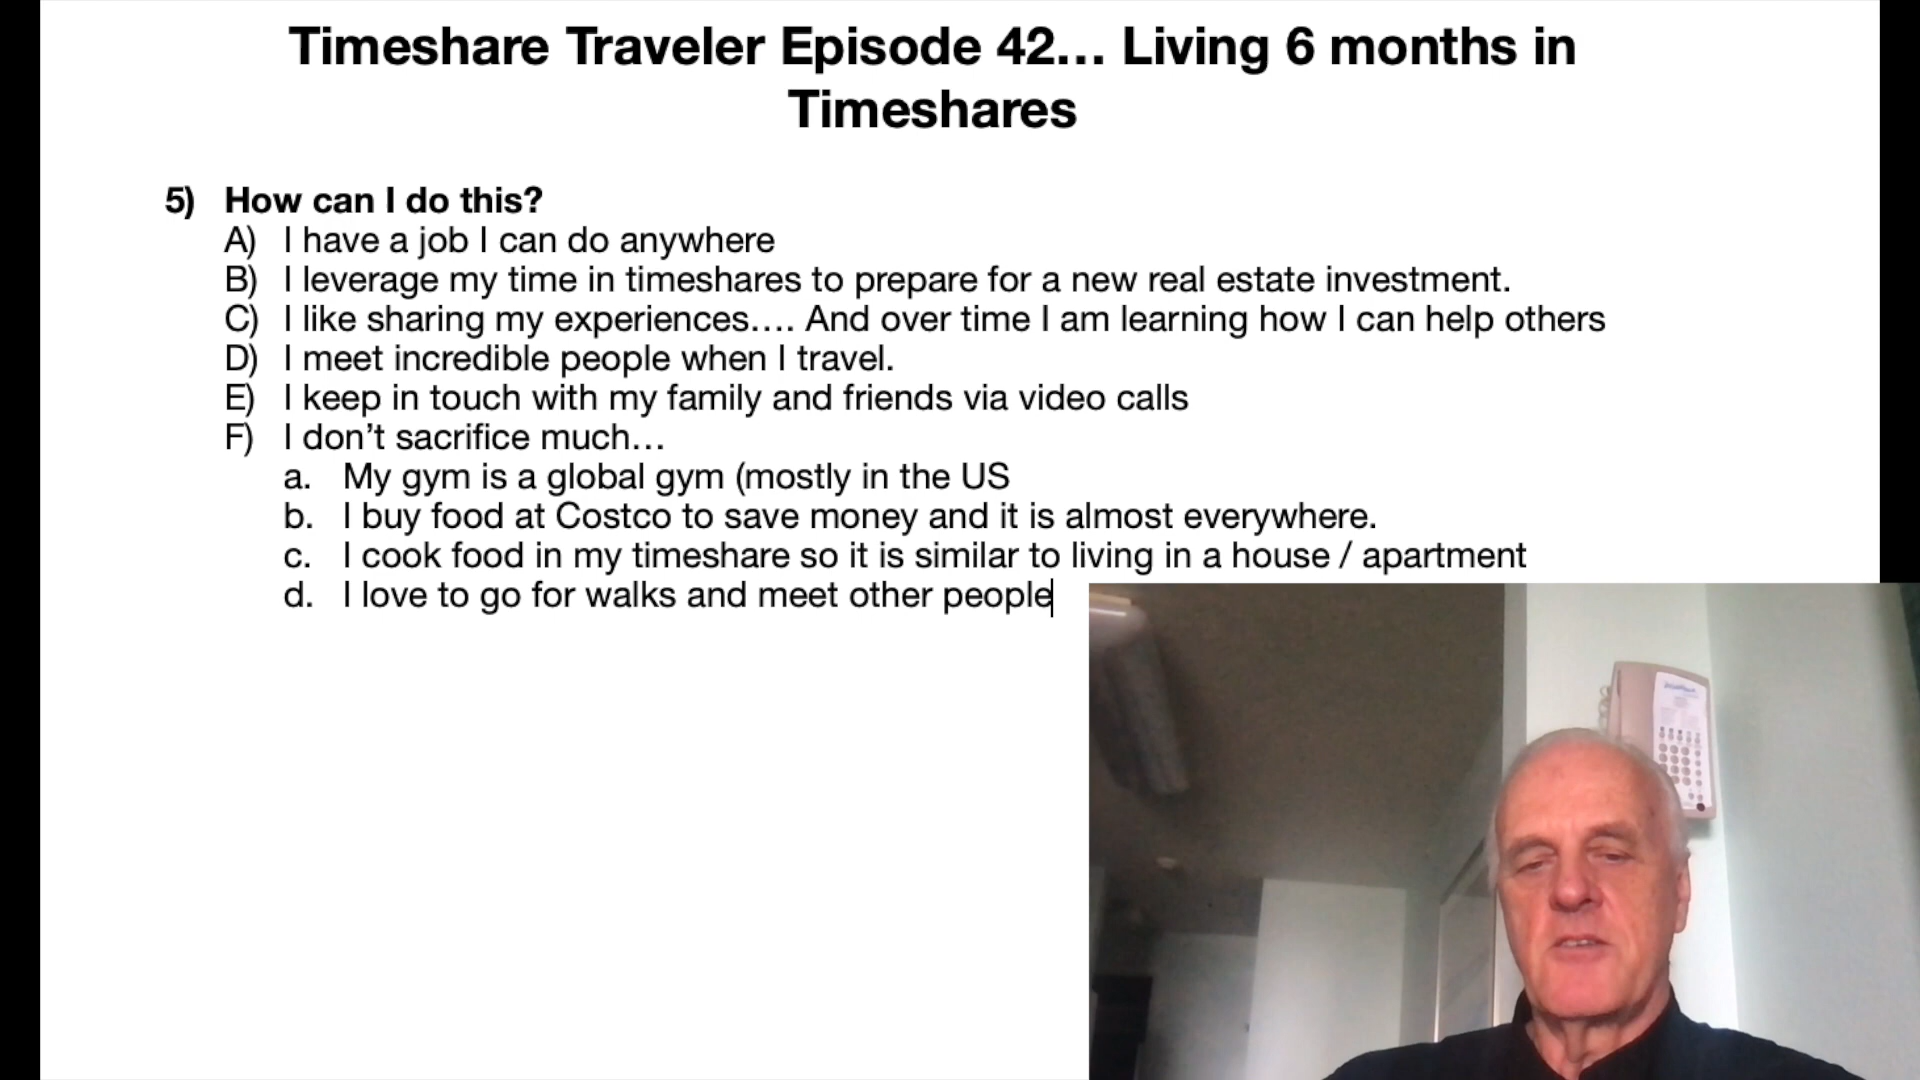 Timeshare Traveler Episode 42... Living 6 months in
Timeshares
5) How can I do this?
A) I have a job I can do anywhere
B) I leverage my time in timeshares to prepare for a new real estate investment.
C) I like sharing my experiences.... And over time I am learning how I can help others
D) I meet incredible people when I travel.
E) I keep in touch with my family and friends via video calls
F) I don’t sacrifice much...
a. My gym is a global gym (mostly in the US
b. I buy food at Costco to save money and it is almost everywhere.
c. I cook food in my timeshare so it is similar to living in a house / apartment
d. I love to go for walks and meet other people